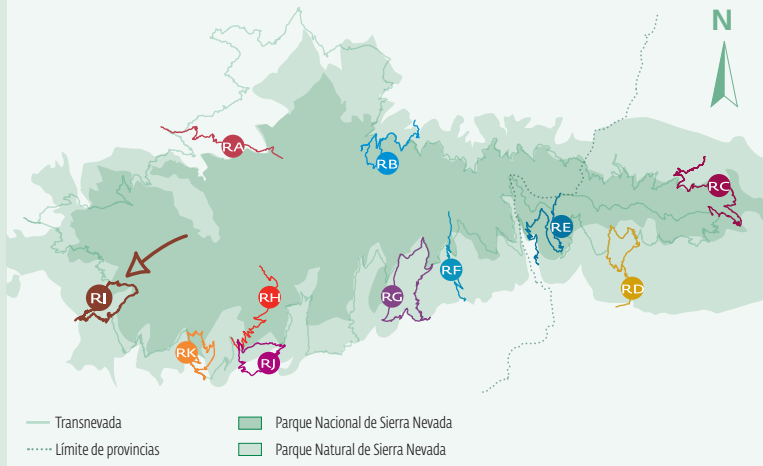 N
RA
RB
RC
RE
RF
RD
RG
RH
RI
RK
RJ
Transnevada
Parque Nacional de Sierra Nevada
Límite de provincias
Parque Natural de Sierra Nevada